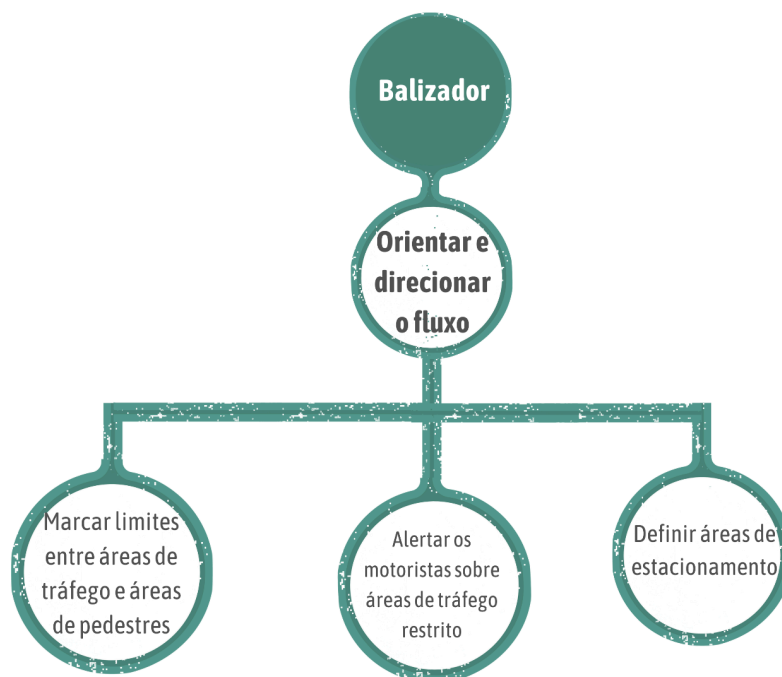 Balizador
Orientar e
direcionar
o fluxo
Marcar limites
entre áreas de
tráfego e áreas
de pedestres
Alertar os
motoristas sobre
áreas de tráfego
restrito
Definir áreas de
estacionamento